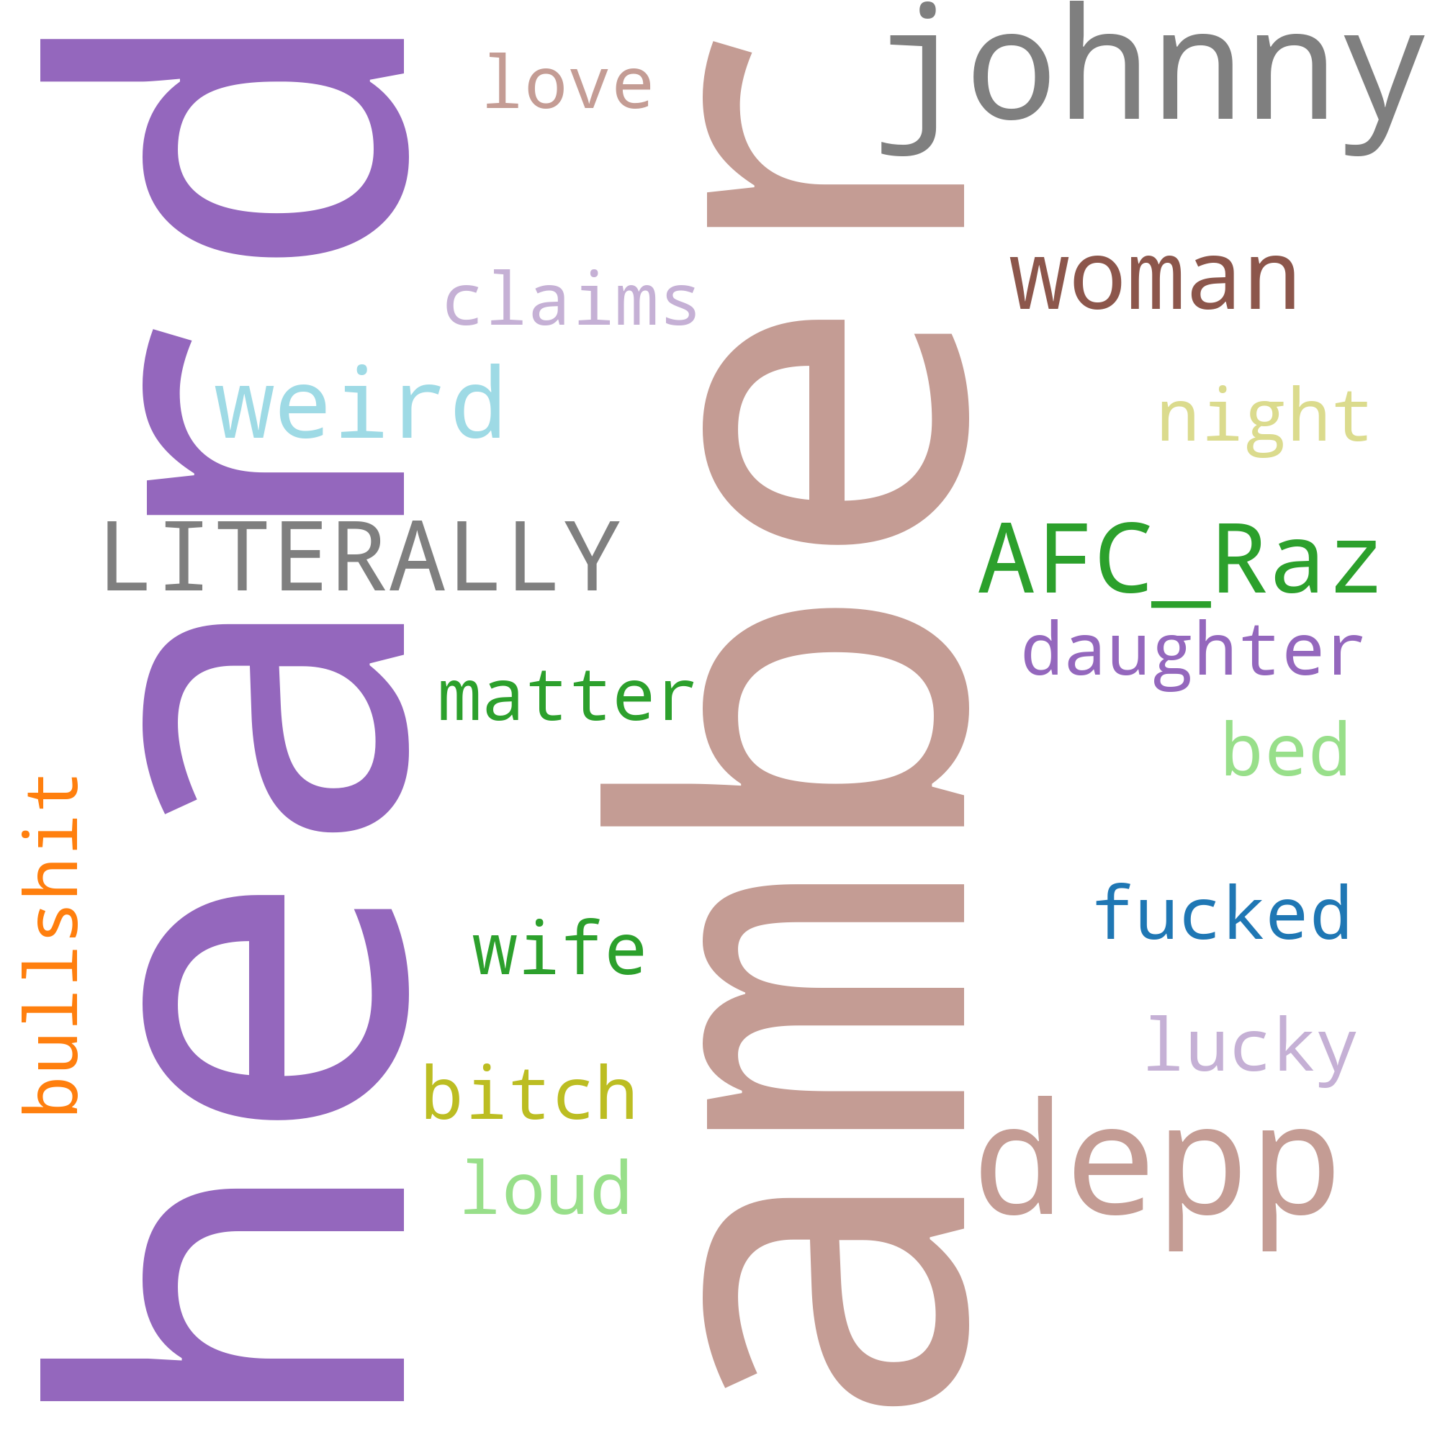 heard
amber
johnny
love
woman
claims
weird
night
LITERALLY
AFC_Raz
daughter
matter
bed
bullshit
fucked
wife
lucky
bitch
depp
loud